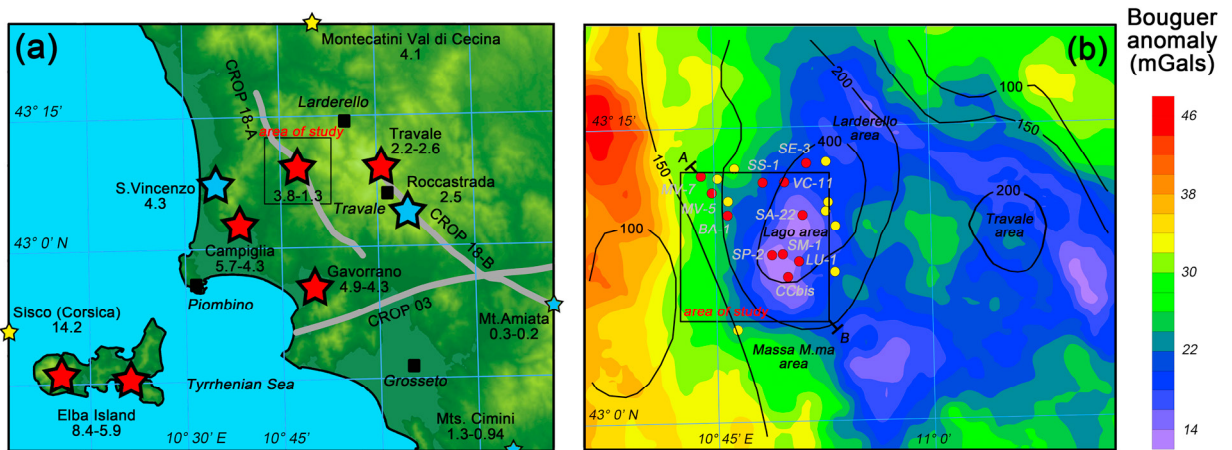 (a)
Montecatini Val di Cecina
4.1
CROP 18-A
43° 15'
Larderello
area of study
Travale
2.2-2.6
S.Vincenzo
4.3
3.8-1.3
Travale
Roccastrada
2.5
43° 0' N
Campiglia
5.7-4.3
CROP 18-B
Gavorrano
4.9-4.3
Piombino
CROP 03
Sisco (Corsica)
14.2
Mt.Amiata
0.3-0.2
Tyrrhenian Sea
Grosseto
Elba Island
8.4-5.9
Mts. Cimini
1.3-0.94
10° 30' E
10° 45'
(b)
Bouguer
anomaly
(mGals)
200
100
150
43° 15'
Larderello
area
400
A
150
SE-3
SS-1
VC-11
MV-7
MV-5
BA-1
SA-22
Lago area
SM-1
SP-2
LU-1
CCbis
200
Travale
area
100
area of study
B
Massa M.ma
area
43° 0' N
10° 45' E
11° 0'
46
38
30
22
14